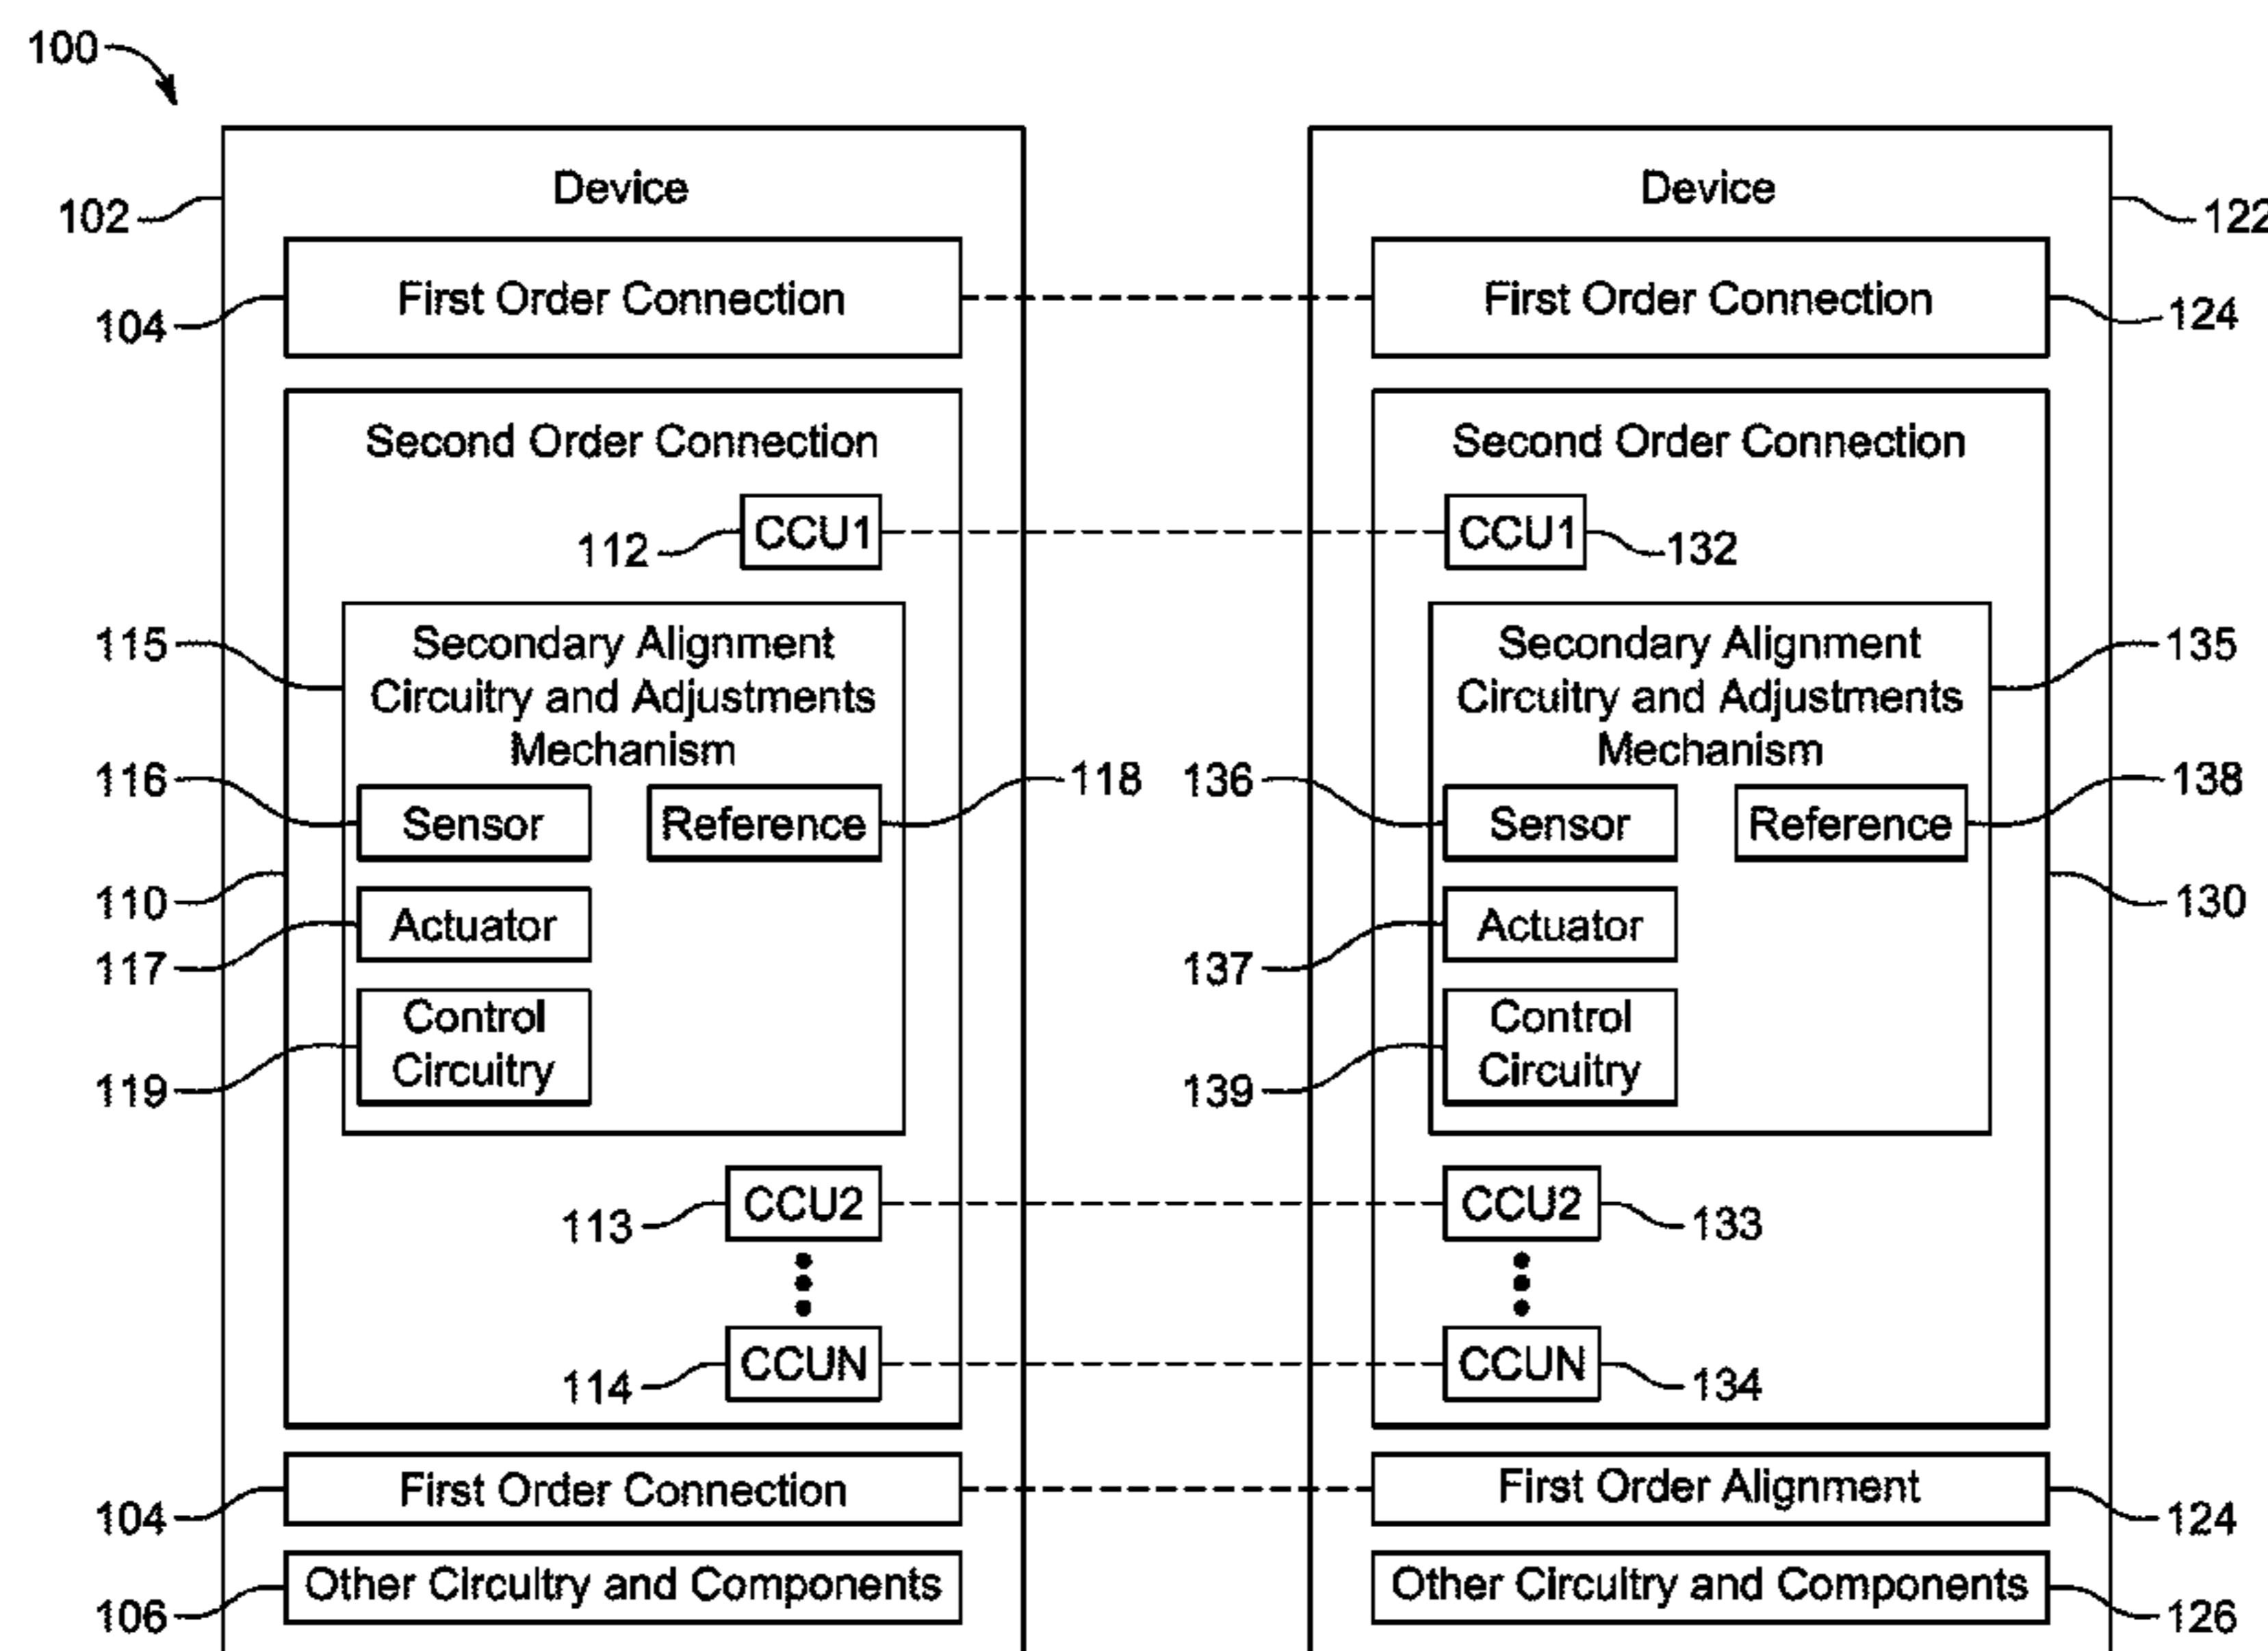 100
Device
102
First Order Connection
104
Second Order Connection
CCU1
112
Secondary Alignment
Circuitry and Adjustments
Mechanism
115
116
Sensor
Reference
118
110
Actuator
117
Control
Circuitry
119
CCU2
113
CCUN
114
First Order Connection
104
Other Circuitry and Components
106
Device
122
First Order Connection
124
Second Order Connection
CCU1
132
Secondary Alignment
Circuitry and Adjustments
Mechanism
135
136
Sensor
Reference
138
Actuator
130
137
Control
Circuitry
139
CCU2
133
CCUN
134
First Order Alignment
124
Other Circuitry and Components
126